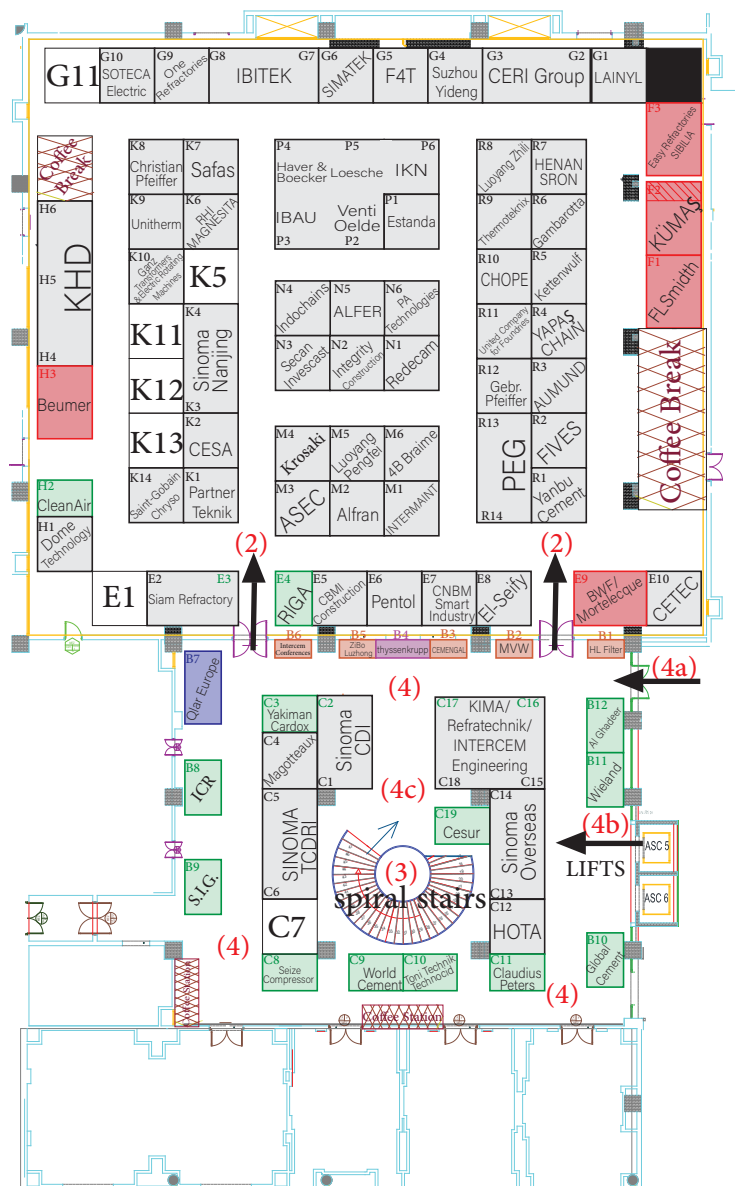 G11
G10
SOTECA
Electric
G9
One
Refractories
G8
IBITEK
G7
G6
SIMATEK
G5
F4T
G4
Suzhou
Yideng
G3
CERI Group
G2
G1
LAINYL
F3
Easy Refractories
SIBILIA
F2
KÜMAŞ
F1
FLSmidth
Coffee Break
Coffee
Break
H6
H5
KHD
H4
H3
Beumer
H2
CleanAir
H1
Dome
Technology
K8
Christian
Pfeiffer
K7
Safas
K9
Unitherm
K6
RHI
MAGNESITA
K10
Ganz
Transformers
& Electric Rotating
Machines
K5
K11
K4
Sinoma
Nanjing
K3
K12
K13
K2
CESA
K14
Saint-Gobain
Chryso
K1
Partner
Teknik
P4
Haver &
Boecker
P5
Loesche
P6
IKN
IBAU
P3
Venti
Oelde
P2
P1
Estanda
N4
Indochains
N5
ALFER
N6
PA
Technologies
N3
Secan
Invescast
N2
Integrity
Construction
N1
Redecam
M4
Krosaki
M5
Luoyang
Pengfei
M6
4B Braime
M3
ASEC
M2
Alfran
M1
INTERMAINT
R8
Luoyang Zhili
R7
HENAN
SRON
R9
Thermoteknix
R6
Gambarotta
R10
CHOPE
R5
Kettenwulf
R11
United Company
for Foundries
R4
YAPAŞ
CHAIN
R12
Gebr.
Pfeiffer
R3
AUMUND
R13
PEG
R14
R2
FIVES
R1
Yanbu
Cement
(2)
(2)
E1
E2
Siam Refractory
E3
E4
RIGA
E5
CBMI
Construction
E6
Pentol
E7
CNBM
Smart
Industry
E8
El-Seify
E9
BWF/
Mortelecque
E10
CETEC
B6
Intercem
Conferences
B5
ZiBo
Luzhong
B4
thyssenkrupp
B3
CEMENGAL
B2
MVW
B1
HL Filter
B7
Qlar Europe
B8
ICR
B9
S.I.G.
(4)
(4a)
C3
Yakiman
Cardox
C2
Sinoma
CDI
C1
C4
Magotteaux
C5
SINOMA
TCDRI
C6
C7
C8
Seize
Compressor
C17
C16
KIMA/
Refratechnik/
INTERCEM
Engineering
C18
C15
B12
Al Ghadeer
B11
Wieland
(4c)
C19
Cesur
C14
Sinoma
Overseas
C13
(4b)
LIFTS
ASC 5
ASC 6
(3)
spiral stairs
C12
HOTA
(4)
C9
World
Cement
C10
Toni Technik
Technocid
C11
Claudius
Peters
B10
Global
Cement
(4)
Coffee Station